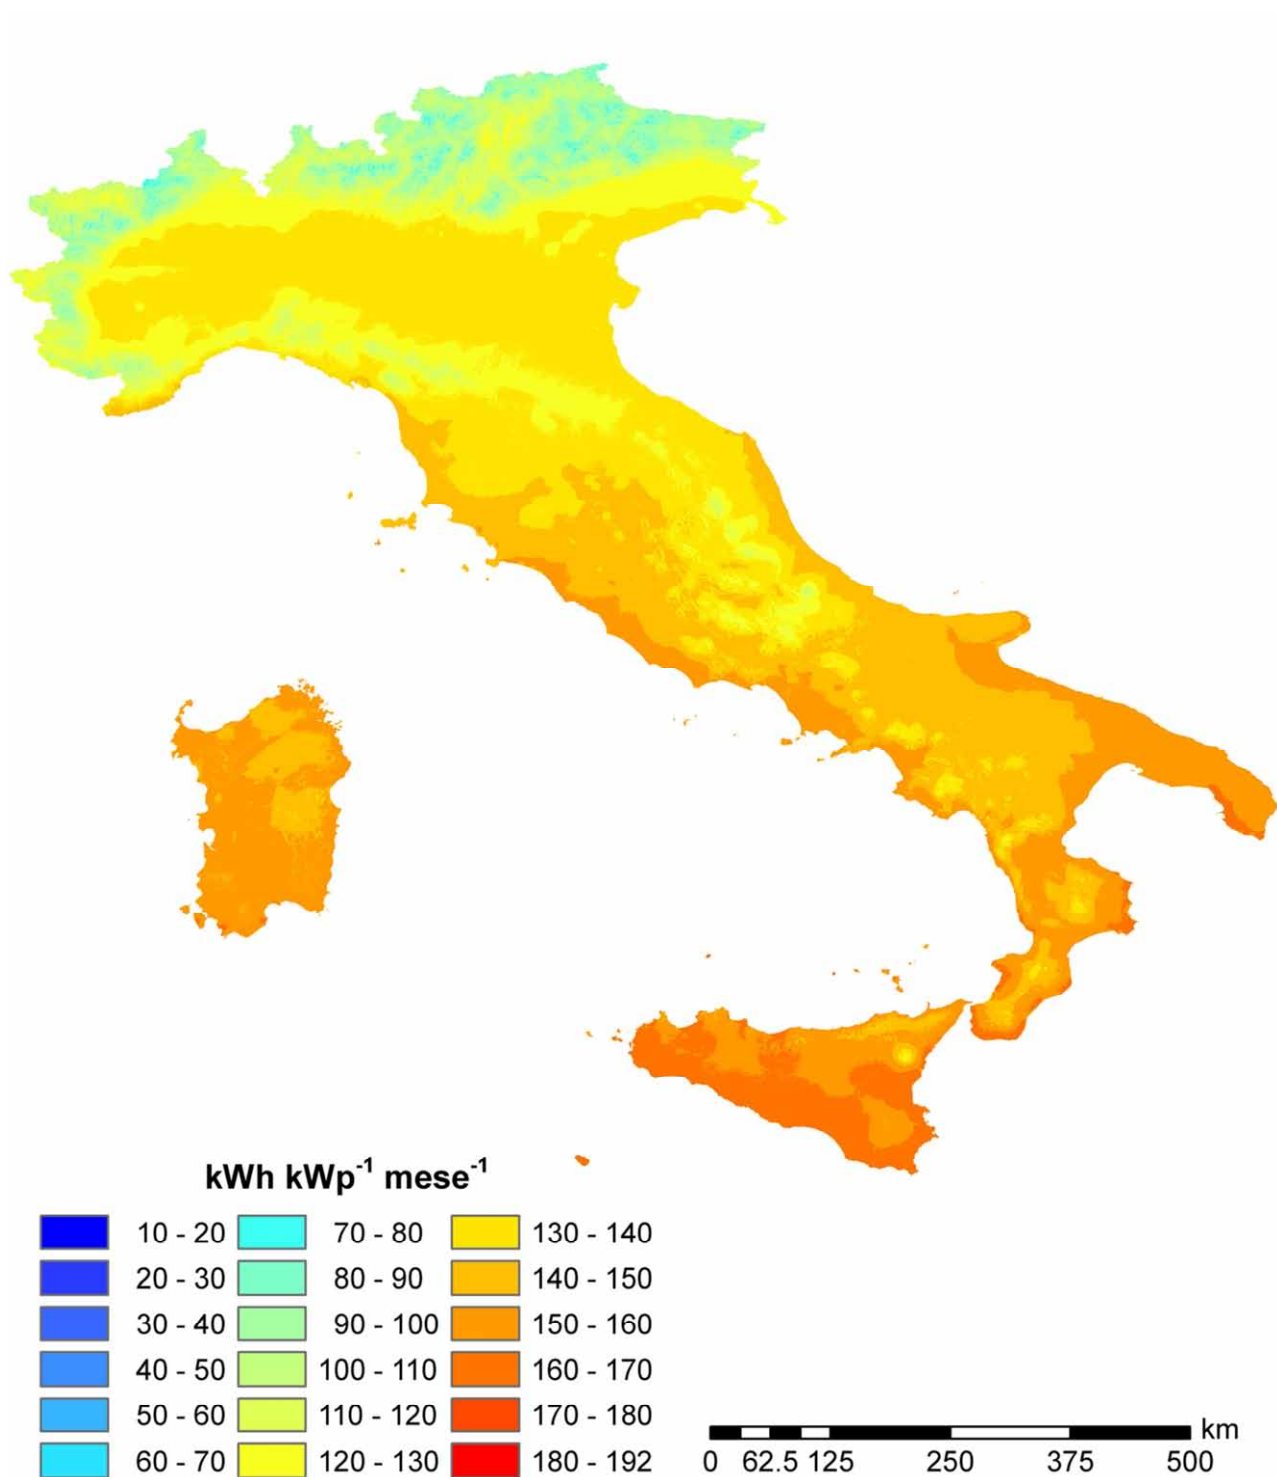 kWh kWp⁻¹ mese⁻¹
10 - 20 70 - 80 130 - 140
20 - 30 80 - 90 140 - 150
30 - 40 90 - 100 150 - 160
40 - 50 100 - 110 160 - 170
50 - 60 110 - 120 170 - 180
60 - 70 120 - 130 180 - 192
km
0 62.5 125 250 375 500